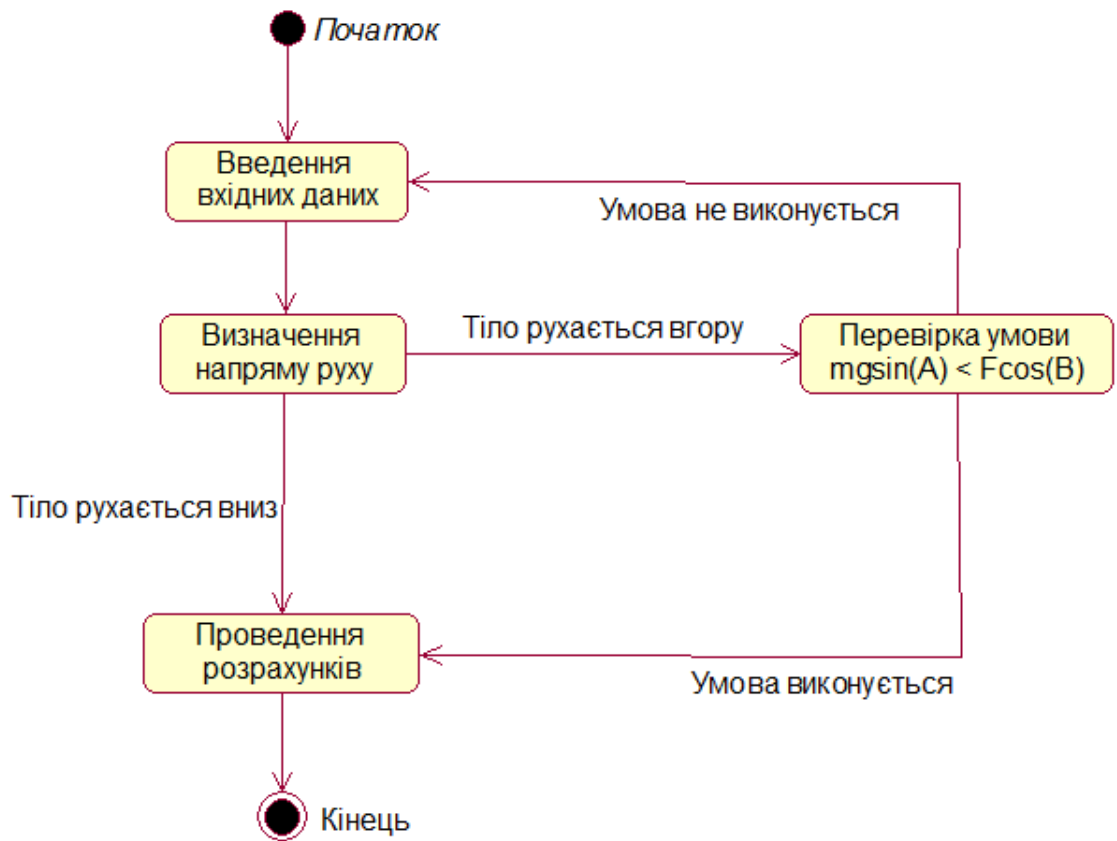 Початок
Введення
вхідних даних
Умова не виконується
Визначення
напряму руху
Тіло рухається вгору
Перевірка умови
mgsin(A) < Fcos(B)
Тіло рухається вниз
Проведення
розрахунків
Умова виконується
Кінець